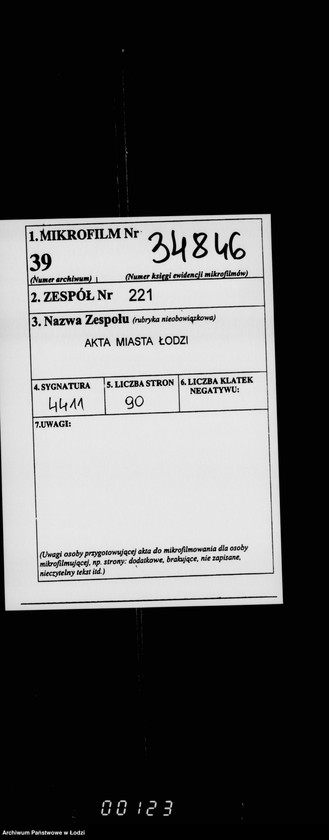 1. MIKROFILM Nr 34846
39
(Numer archiwum) (Numer księgi ewidencji mikrofilmów)
2. ZESPÓŁ Nr 221
3. Nazwa Zespołu (rubryka nieobowiązkowa)
AKTA MIASTA ŁODZI
4. SYGNATURA 5. LICZBA STRON 6. LICZBA KLATEK NEGATYWU:
4411 90
7.UWAGI:
(Uwagi osoby przygotowującej akta do mikrofilmowania dla osoby
mikrofilmującej, np. strony: dodatkowe, brakujące, nie zapisane,
nieczytelny tekst itd.)
00123
Archiwum Państwowe w Łodzi